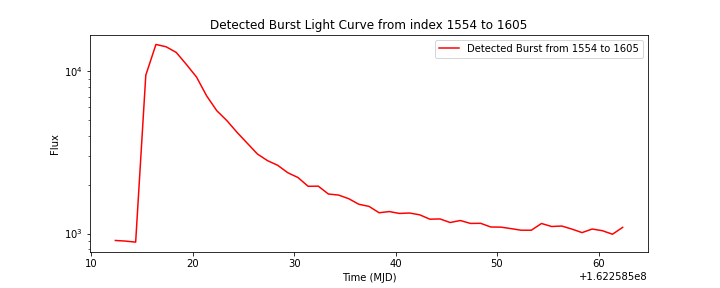 Detected Burst Light Curve from index 1554 to 1605
Detected Burst from 1554 to 1605
Flux
10⁴
10³
10 20 30 40 50 60
Time (MJD)
+1.622585e8